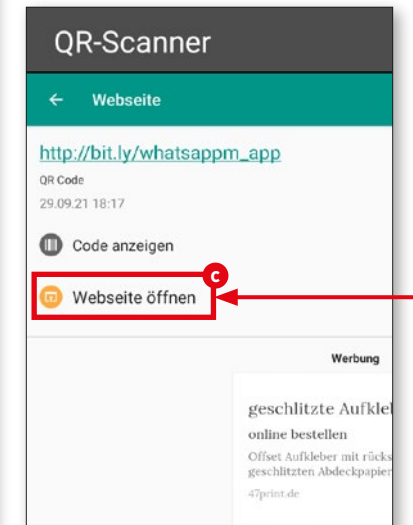 QR-Scanner
Webseite
http://bit.ly/whatsappm_app
QR Code
29.09.21 18:17
Code anzeigen
C
Webseite öffnen
Werbung
geschlitzte Aufkle
online bestellen
Offset Aufkleber mit rücks
geschlitzten Abdeckpapier
47print.de